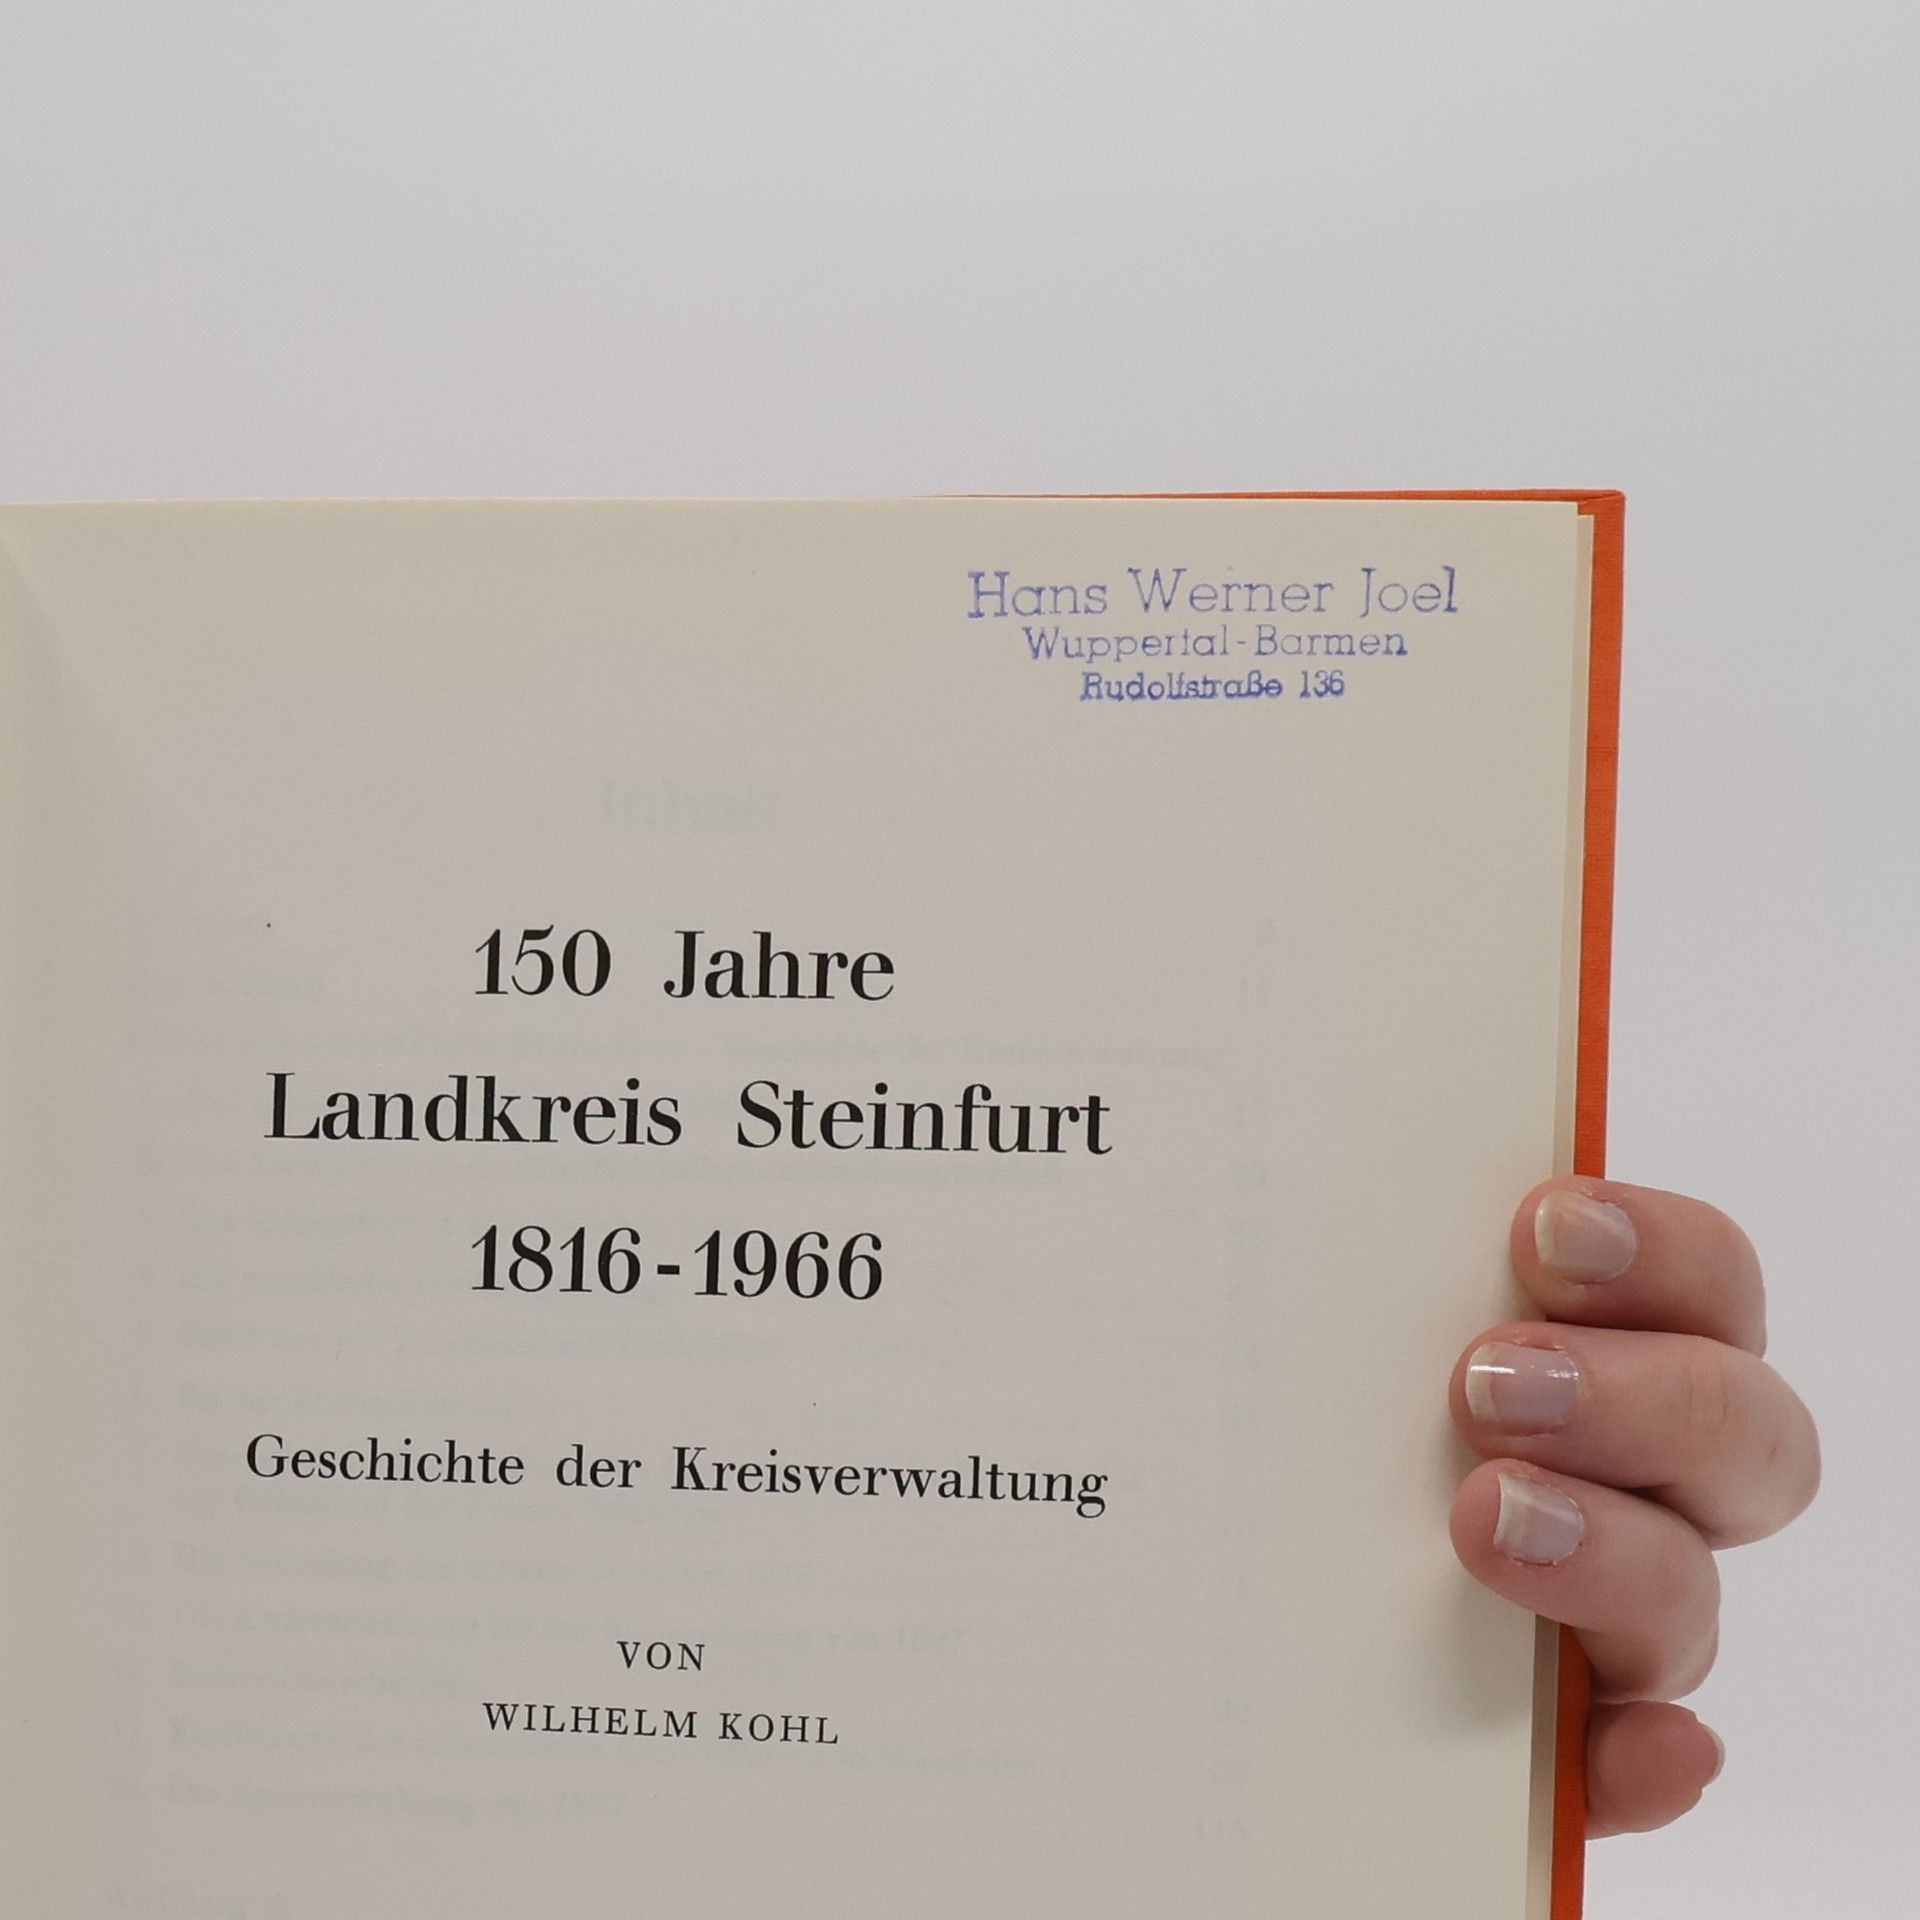 Hans Werner Joel
Wuppertal-Barmen
Rudolfstraße 136
150 Jahre
Landkreis Steinfurt
1816-1966
Geschichte der Kreisverwaltung
VON
WILHELM KOHL